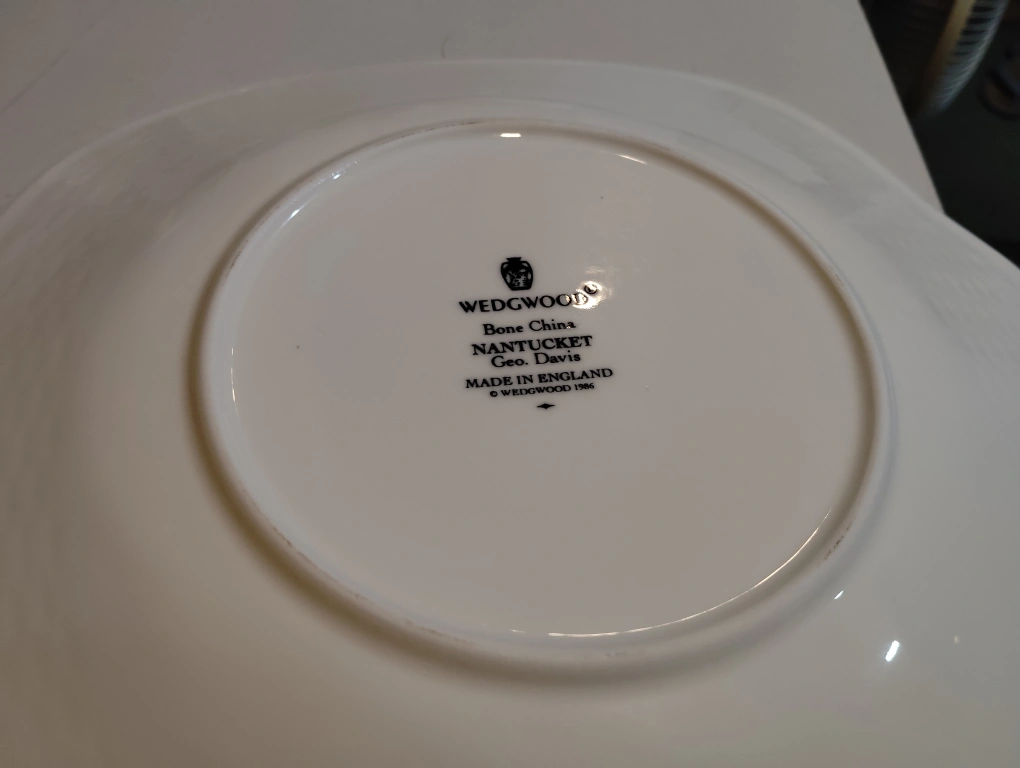 WEDGWOOD©
Bone China
NANTUCKET
Geo. Davis
MADE IN ENGLAND
© WEDGWOOD 1986